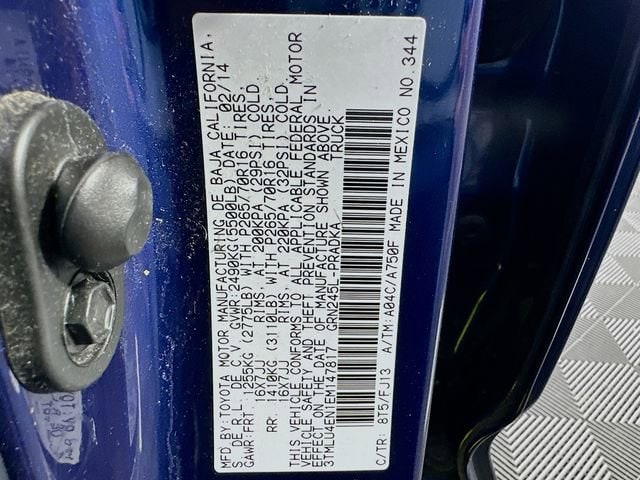 MFD.BY:TOYOTA MOTOR MANUFACTURING DE BAJA CALIFORNIA,
S.DE R.L.DE C.V. GVWR:2490KG(5500LB) DATE: 02/14
GAWR:FRT: 1255KG (2775LB) WITH P265/70R16 TIRES,
16X7JJ RIMS, AT 200KPA (29PSI) COLD
RR: 1410KG (3110LB) WITH P265/70R16 TIRES,
16X7JJ RIMS, AT 220KPA (32PSI) COLD
THIS VEHICLE CONFORMS TO ALL APPLICABLE FEDERAL MOTOR
VEHICLE SAFETY AND THEFT PREVENTION STANDARDS IN
EFFECT ON THE DATE OF MANUFACTURE SHOWN ABOVE.
3TMLU4EN1EM147817 GRN245L-PRADKA TRUCK
C/TR: 8T5/FJ13 A/TM:A04C/A750F MADE IN MEXICO NO.344